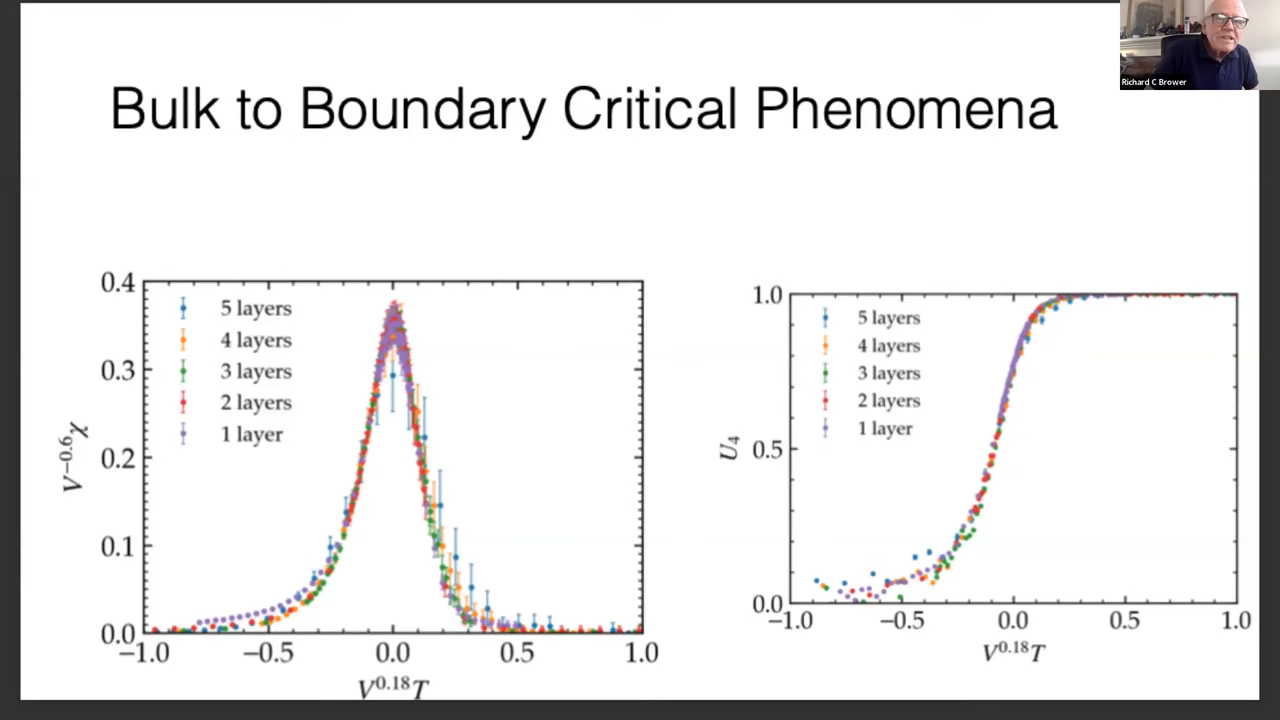 Richard C Brower
Bulk to Boundary Critical Phenomena
0.4
0.3
0.2
0.1
0.0
V^{−0.6}χ
5 layers
4 layers
3 layers
2 layers
1 layer
−1.0 −0.5 0.0 0.5 1.0
V^{0.18}T
1.0
0.5
0.0
U₄
5 layers
4 layers
3 layers
2 layers
1 layer
−1.0 −0.5 0.0 0.5 1.0
V^{0.18}T